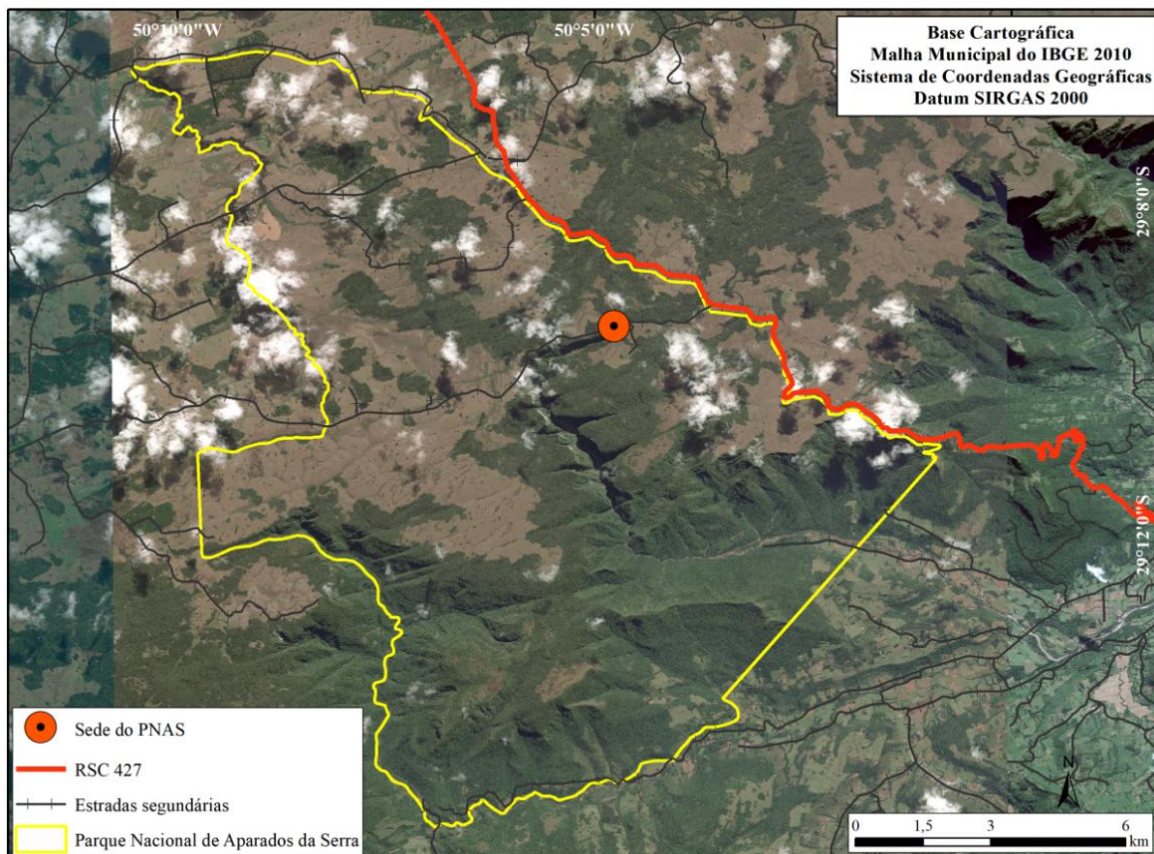 50°10'0"W
50°5'0"W
Base Cartográfica
Malha Municipal do IBGE 2010
Sistema de Coordenadas Geográficas
Datum SIRGAS 2000
29°8'0"S
29°12'0"S
Sede do PNAS
RSC 427
Estradas segundárias
Parque Nacional de Aparados da Serra
N
0 1,5 3 6
km